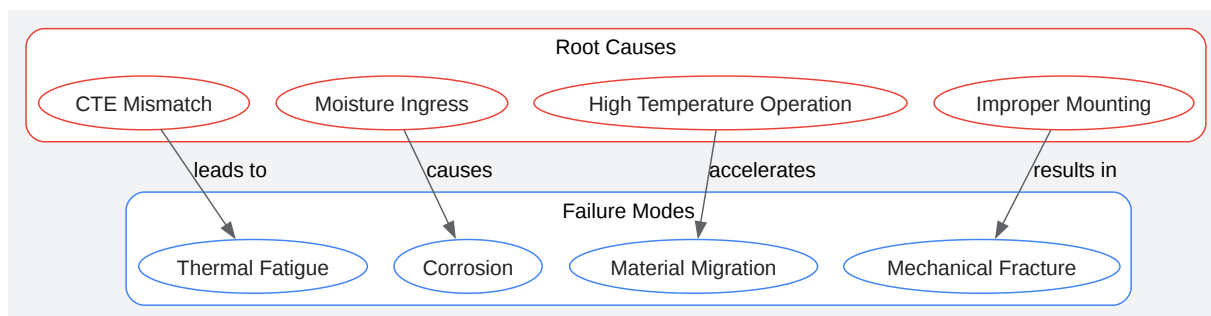 Root Causes
CTE Mismatch
Moisture Ingress
High Temperature Operation
Improper Mounting
leads to
causes
accelerates
results in
Failure Modes
Thermal Fatigue
Corrosion
Material Migration
Mechanical Fracture